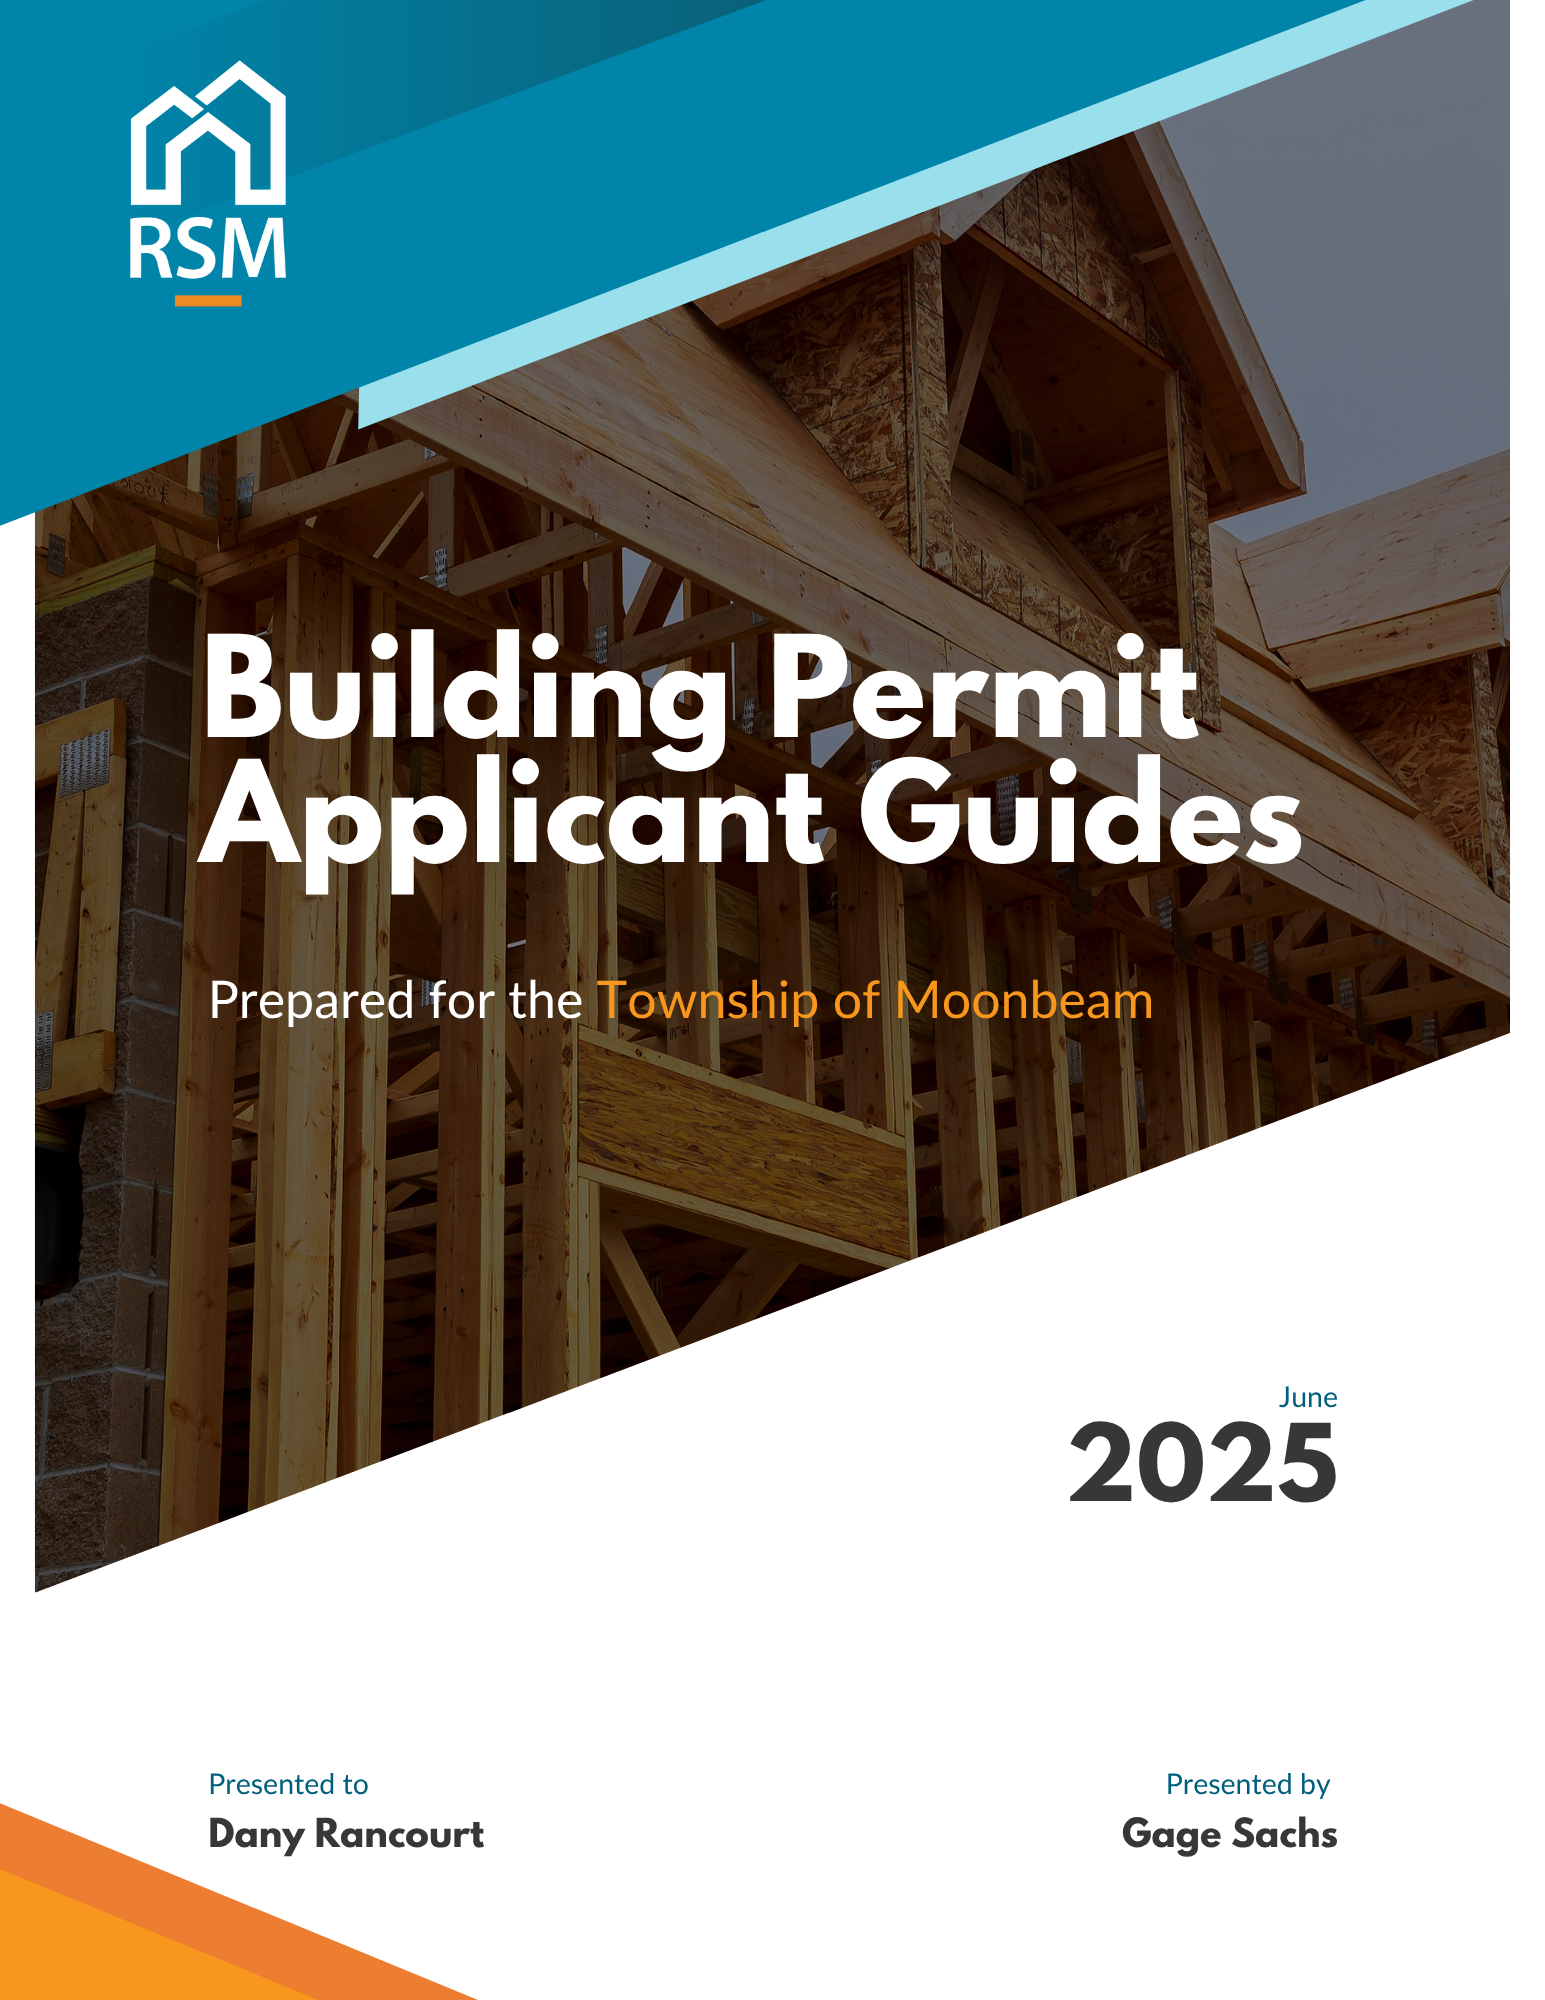 RSM
Building Permit
Applicant Guides
Prepared for the Township of Moonbeam
June
2025
Presented to
Dany Rancourt
Presented by
Gage Sachs